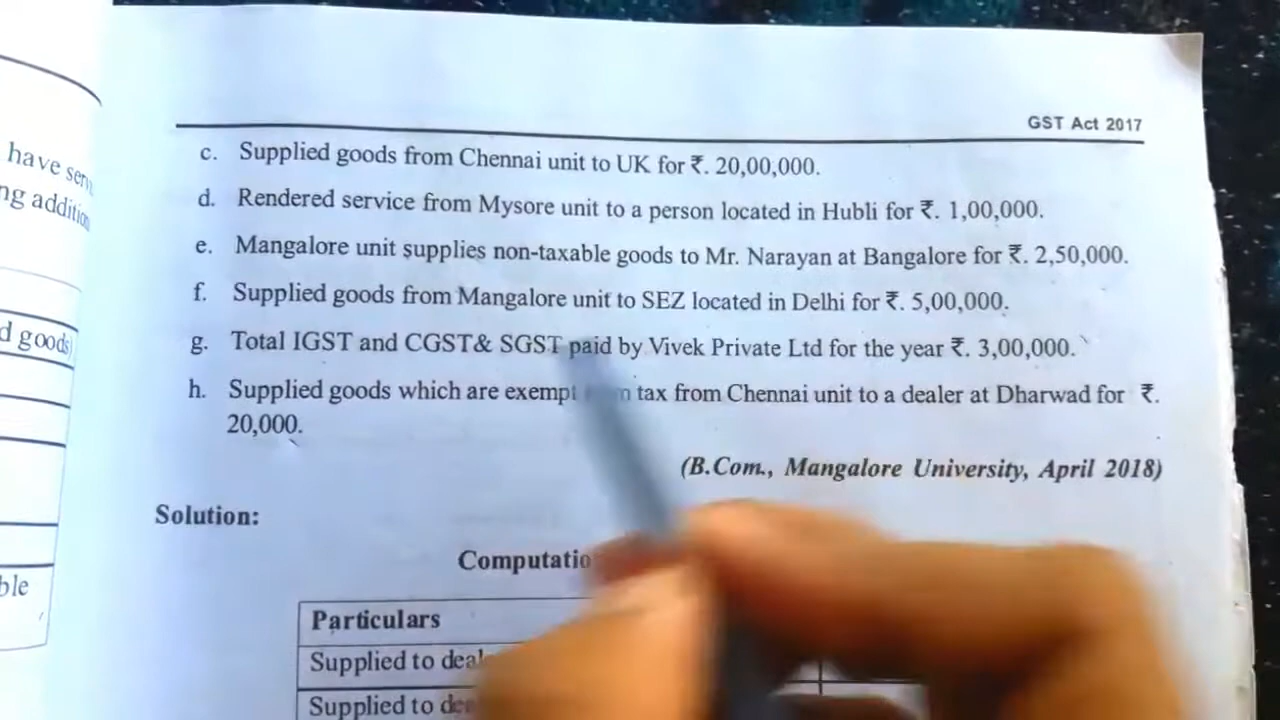 GST Act 2017
c. Supplied goods from Chennai unit to UK for ₹. 20,00,000.
have
d. Rendered service from Mysore unit to a person located in Hubli for ₹. 1,00,000.
ng addition
e. Mangalore unit supplies non-taxable goods to Mr. Narayan at Bangalore for ₹. 2,50,000.
f. Supplied goods from Mangalore unit to SEZ located in Delhi for ₹. 5,00,000.
d goods
g. Total IGST and CGST& SGST paid by Vivek Private Ltd for the year ₹. 3,00,000.
h. Supplied goods which are exempt tax from Chennai unit to a dealer at Dharwad for ₹.
20,000.
(B.Com., Mangalore University, April 2018)
Solution:
Computatio
ble
Particulars
Supplied to deal
Supplied to de